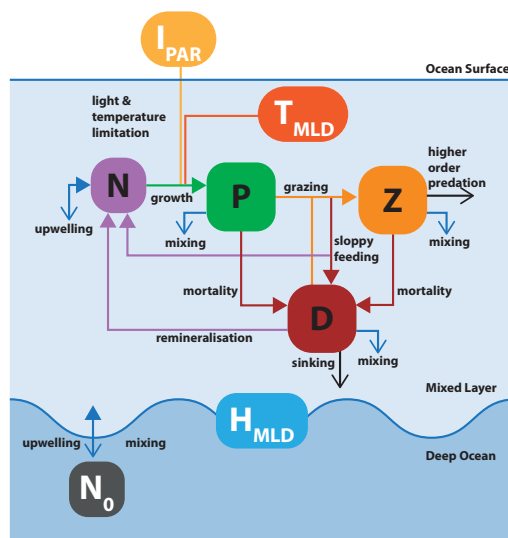 I PAR
Ocean Surface
light &
temperature
limitation
T MLD
higher
order
predation
N
growth
P
grazing
Z
upwelling
mixing
sloppy
feeding
mixing
mortality
D
mortality
remineralisation
sinking
mixing
Mixed Layer
H MLD
upwelling
mixing
Deep Ocean
N 0